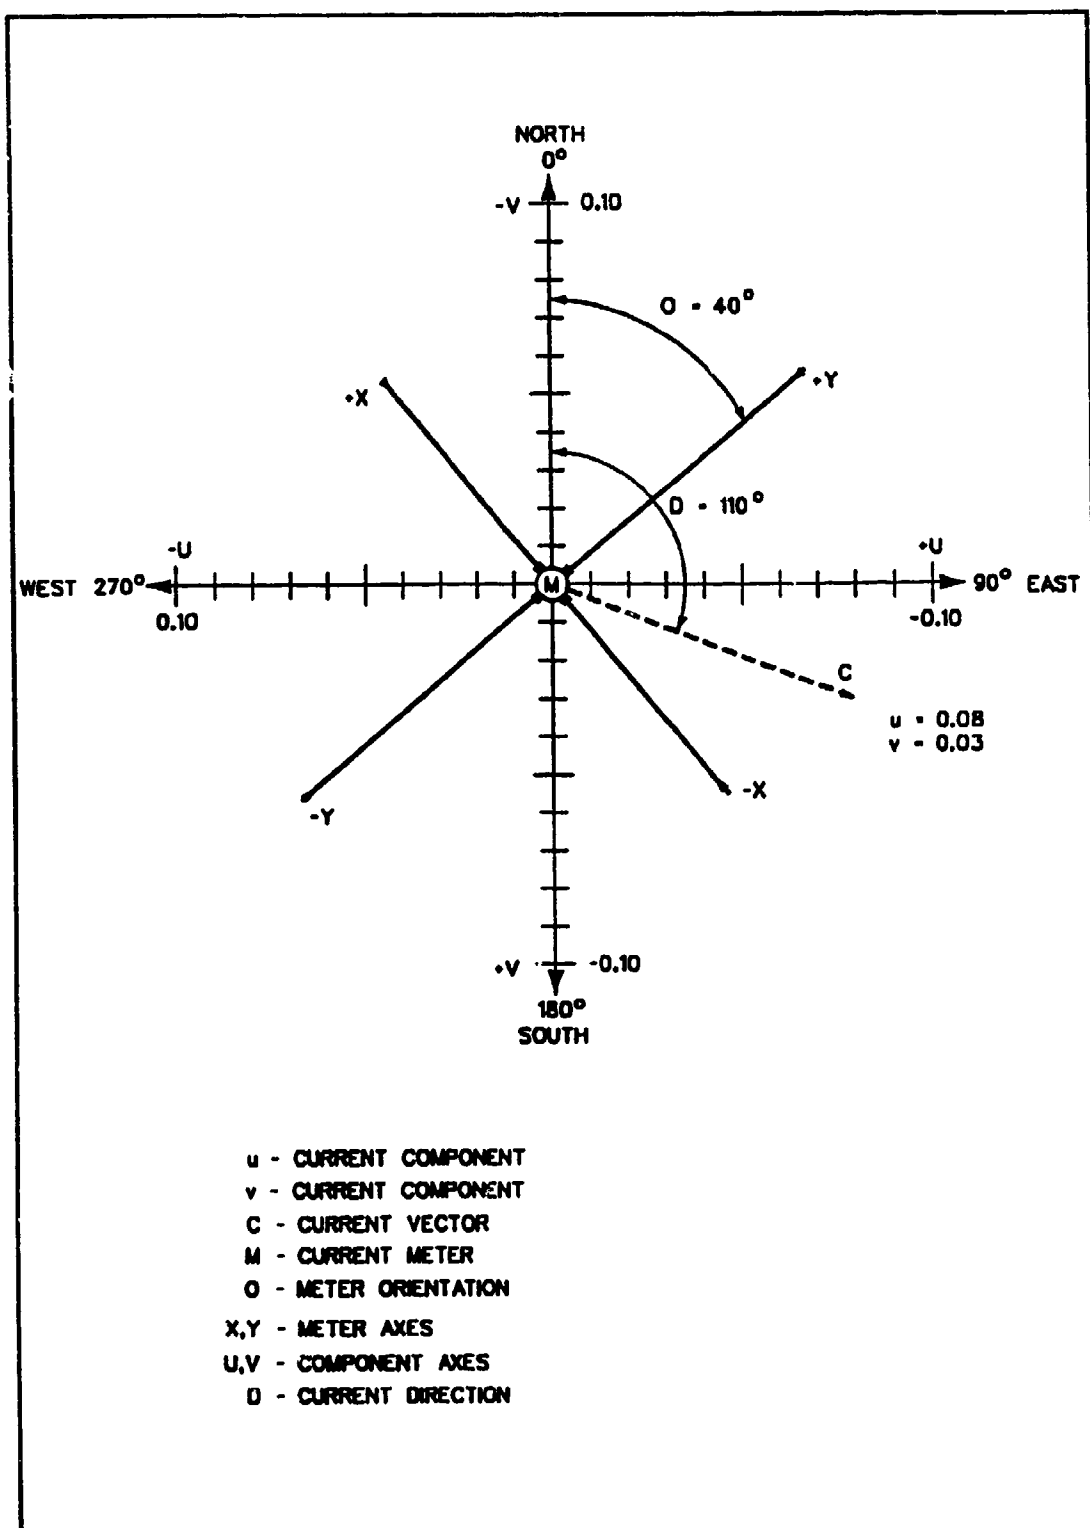 NORTH
0°
-V 0.10
O - 40°
+X
+Y
D - 110°
-U
+U
WEST 270°
M
90° EAST
0.10
-0.10
C
u - 0.08
v - 0.03
-X
-Y
+V -0.10
180°
SOUTH
u - CURRENT COMPONENT
v - CURRENT COMPONENT
C - CURRENT VECTOR
M - CURRENT METER
O - METER ORIENTATION
X,Y - METER AXES
U,V - COMPONENT AXES
D - CURRENT DIRECTION